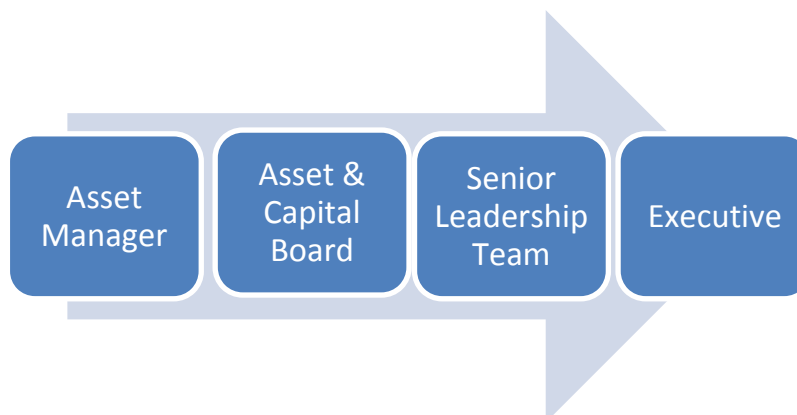 Asset
Manager
Asset &
Capital
Board
Senior
Leadership
Team
Executive